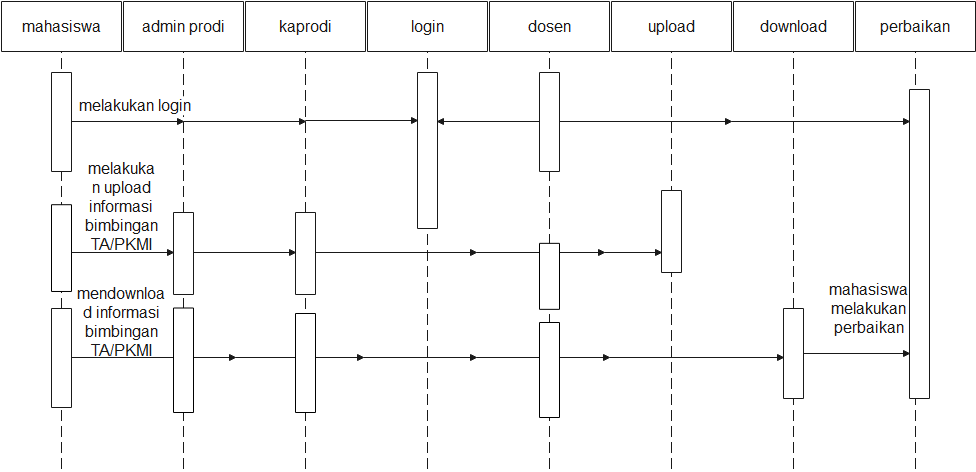 mahasiswa
admin prodi
kaprodi
login
dosen
upload
download
perbaikan
melakukan login
melakuka
n upload
informasi
bimbingan
TA/PKMI
mendownloa
d informasi
bimbingan
TA/PKMI
mahasiswa
melakukan
perbaikan